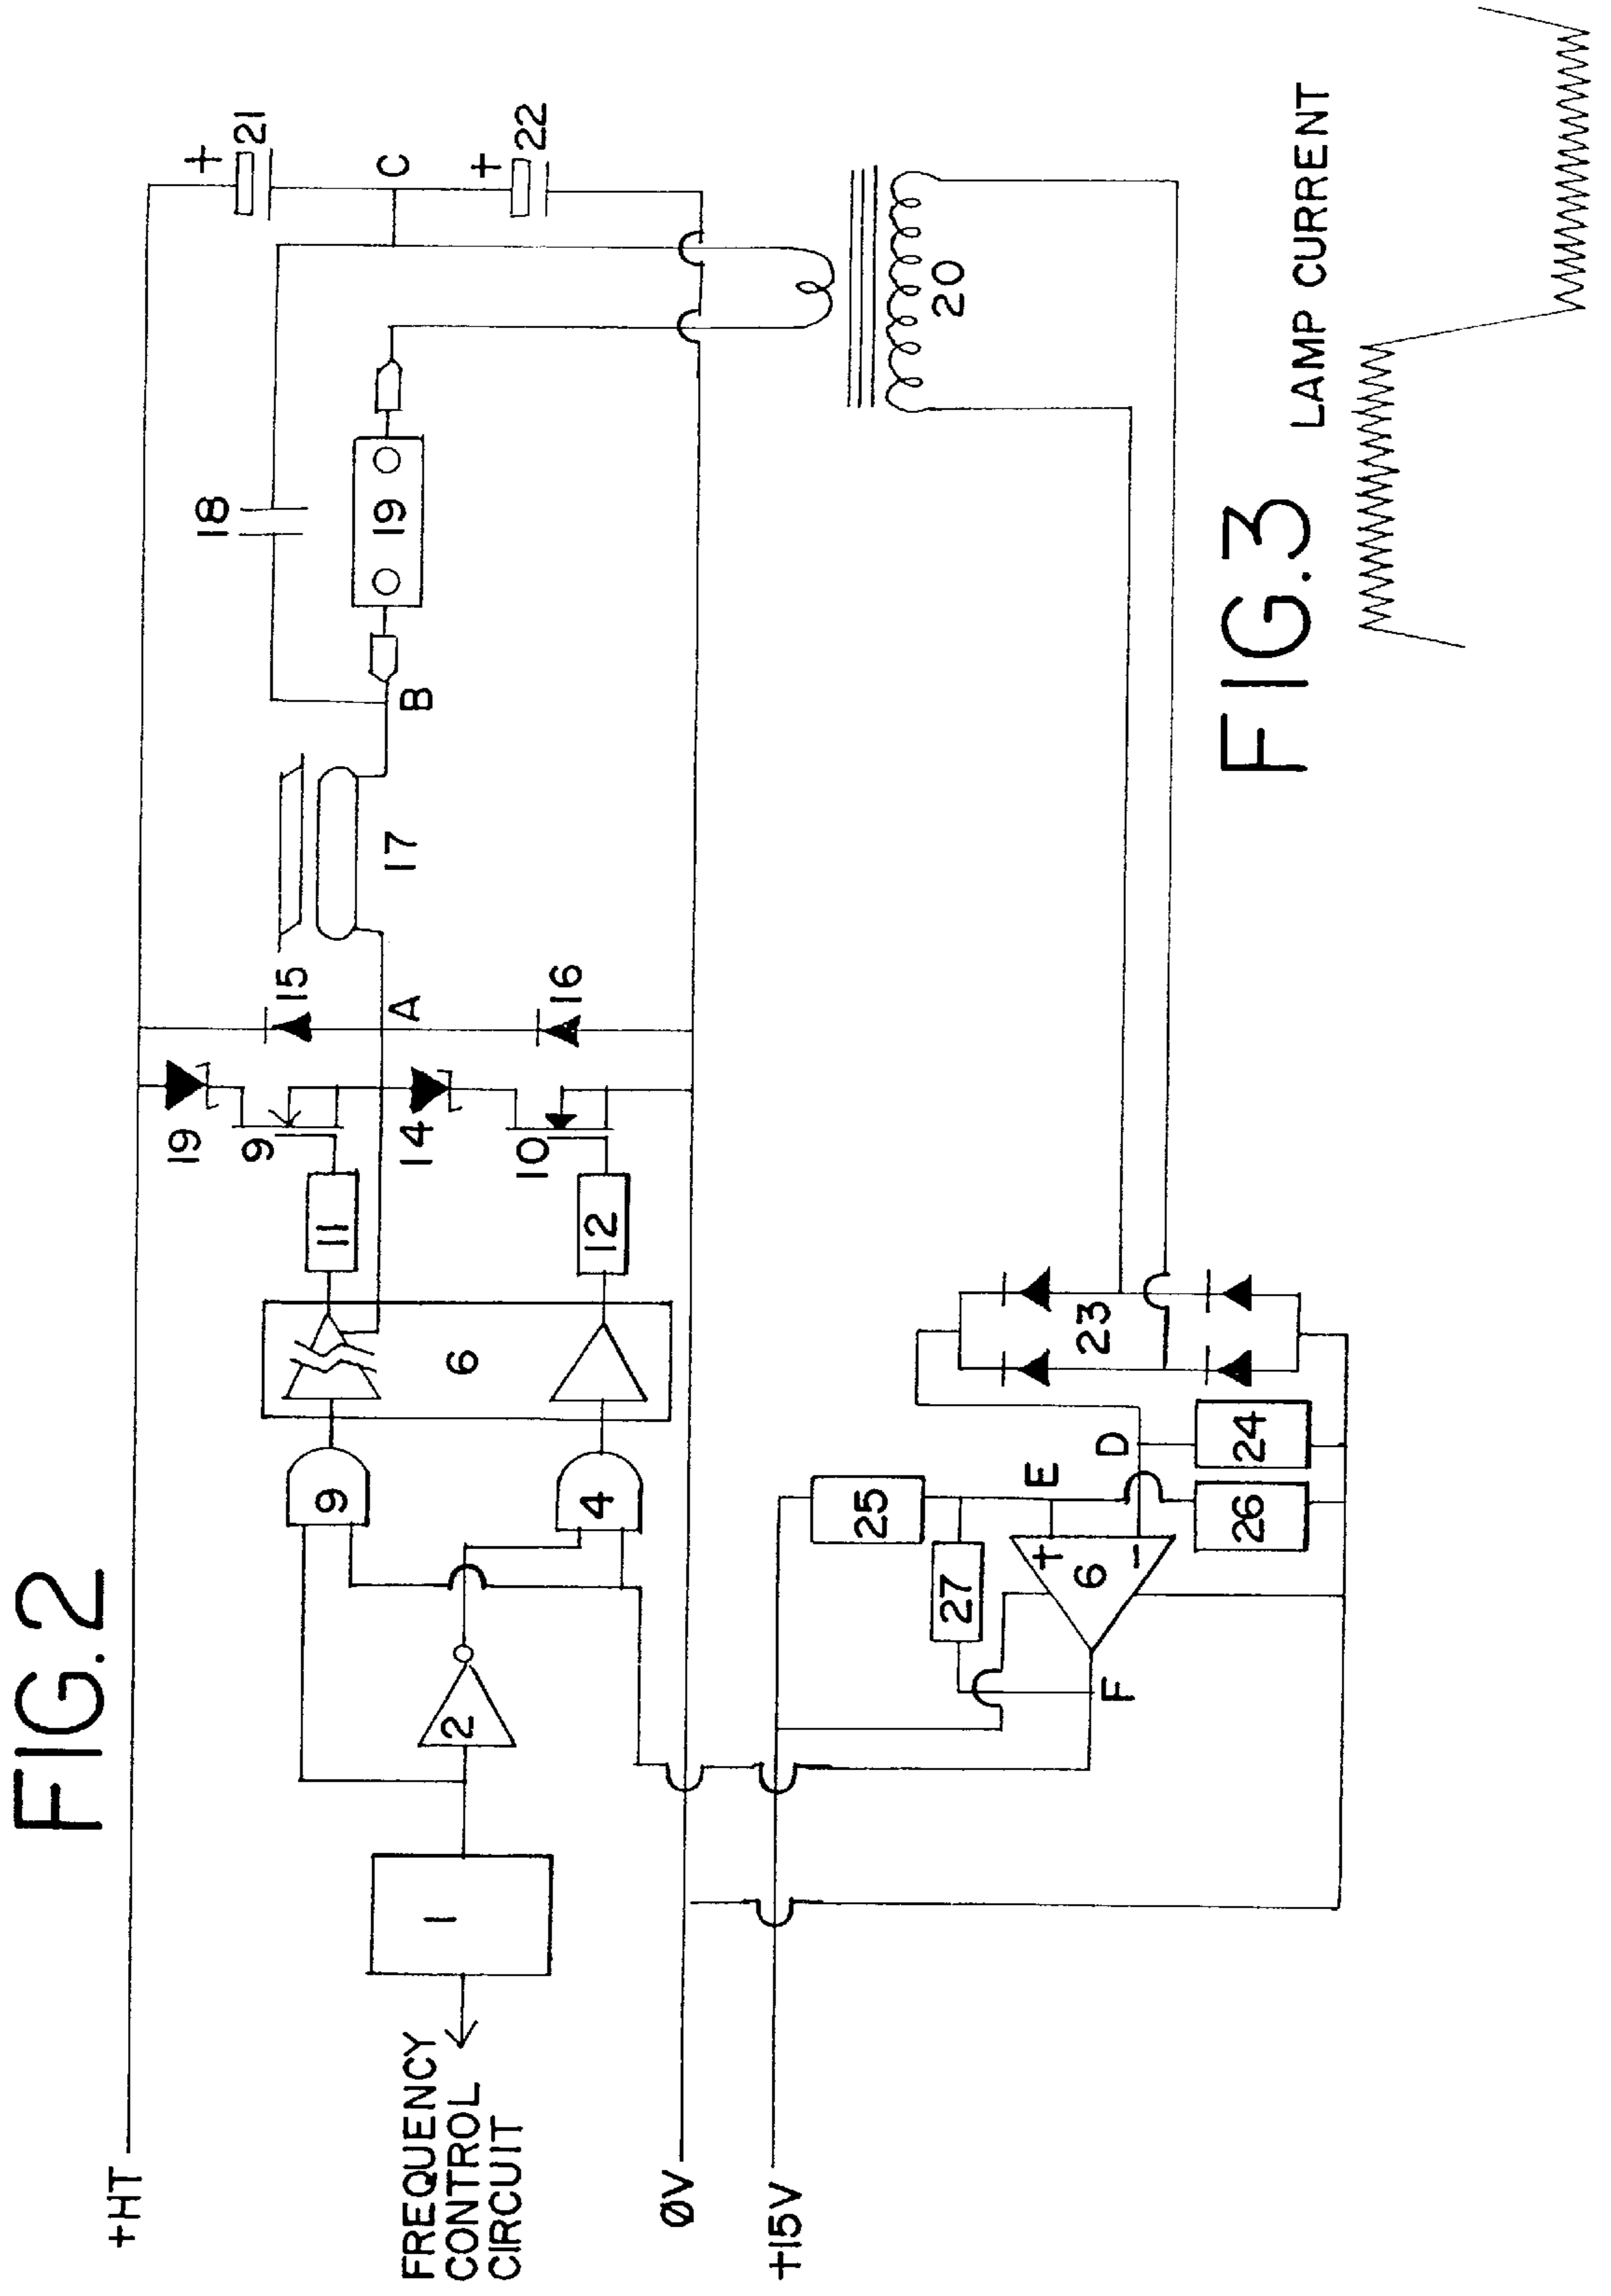 FIG.2
+HT
19
15
18
+
21
9
11
9
A
17
B
19
C
FREQUENCY
CONTROL
CIRCUIT
1
2
6
14
16
+
22
4
12
10
ØV
+15V
20
27
25
E
D
23
F
6
+
-
26
24
FIG.3
LAMP CURRENT